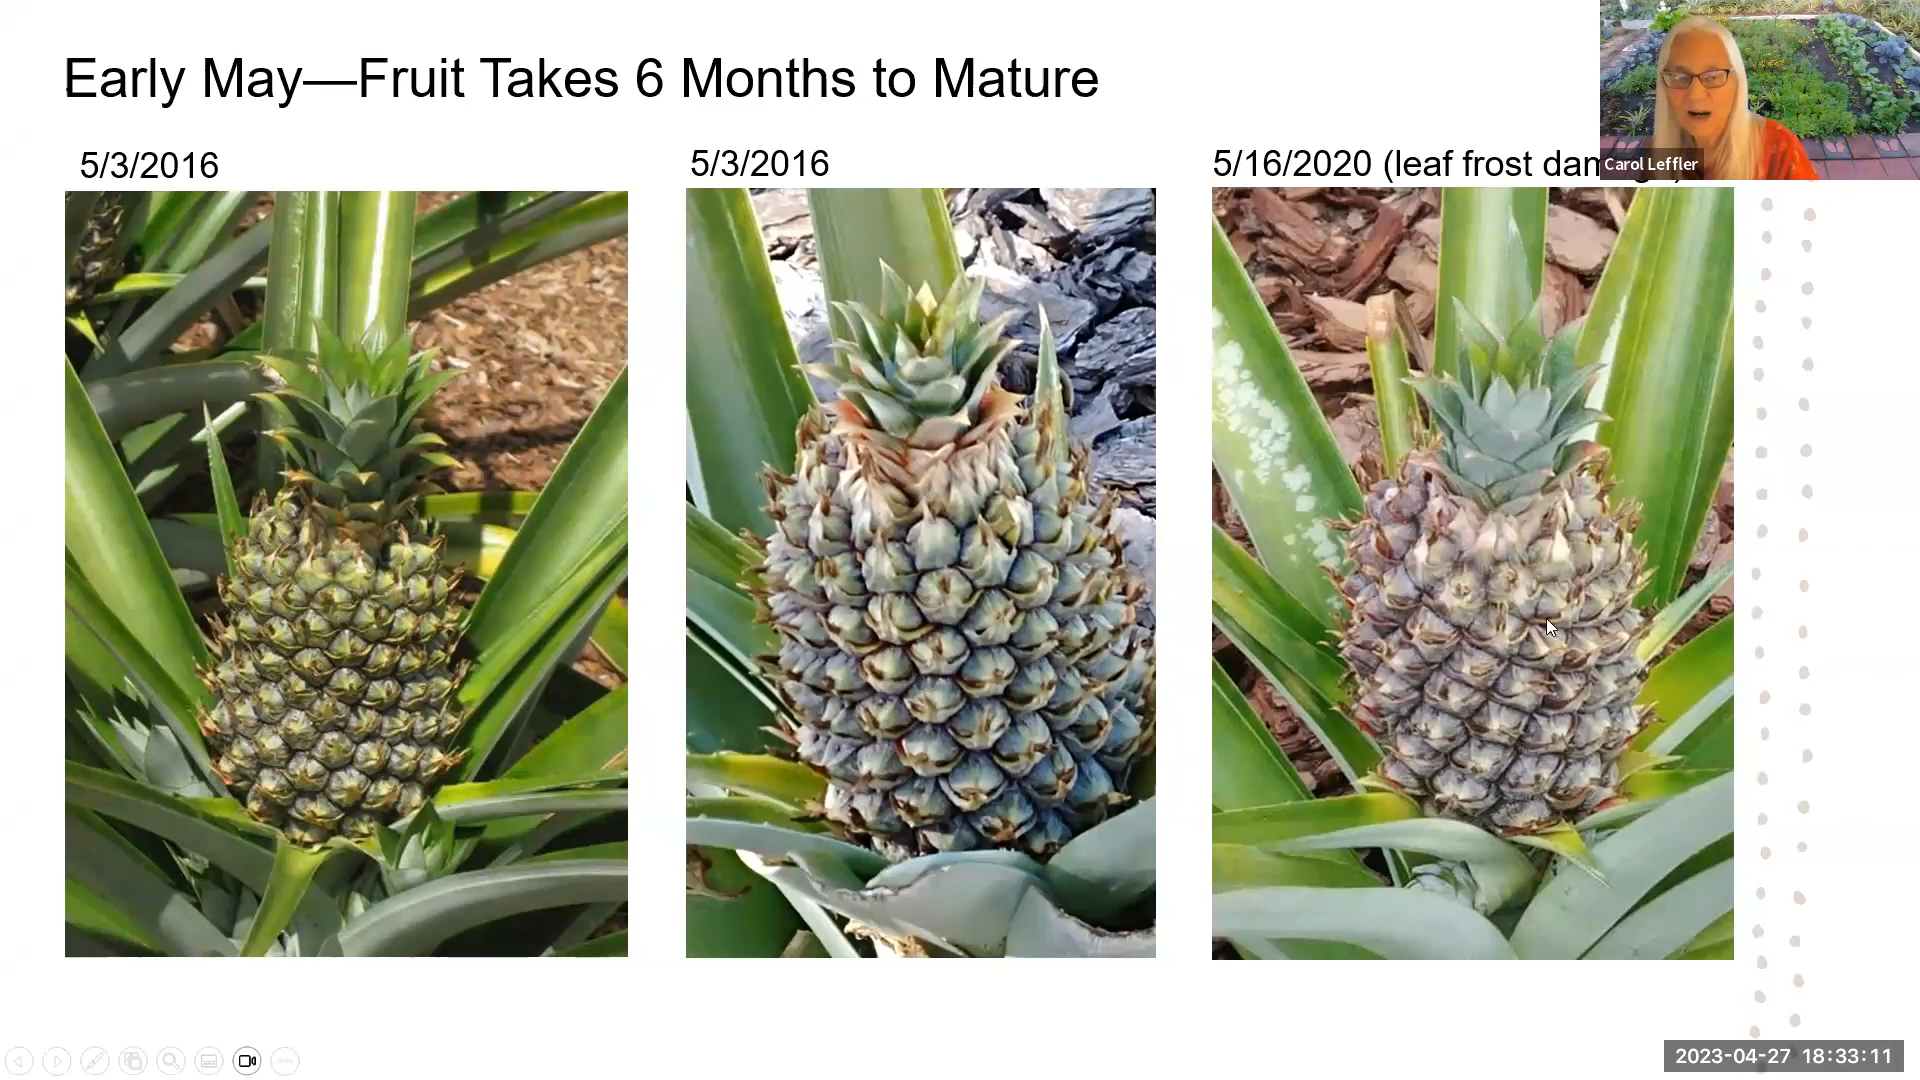 Early May—Fruit Takes 6 Months to Mature
5/3/2016
5/3/2016
5/16/2020 (leaf frost
Carol Leffler
2023-04-27 18:33:11